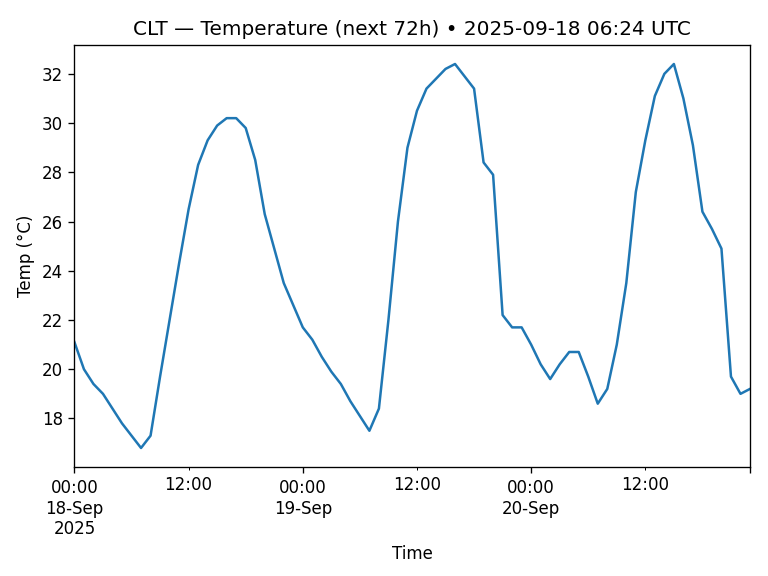 CLT — Temperature (next 72h) • 2025-09-18 06:24 UTC
Temp (°C)
32
30
28
26
24
22
20
18
00:00 12:00 00:00 12:00 00:00 12:00
18-Sep 19-Sep 20-Sep
2025
Time